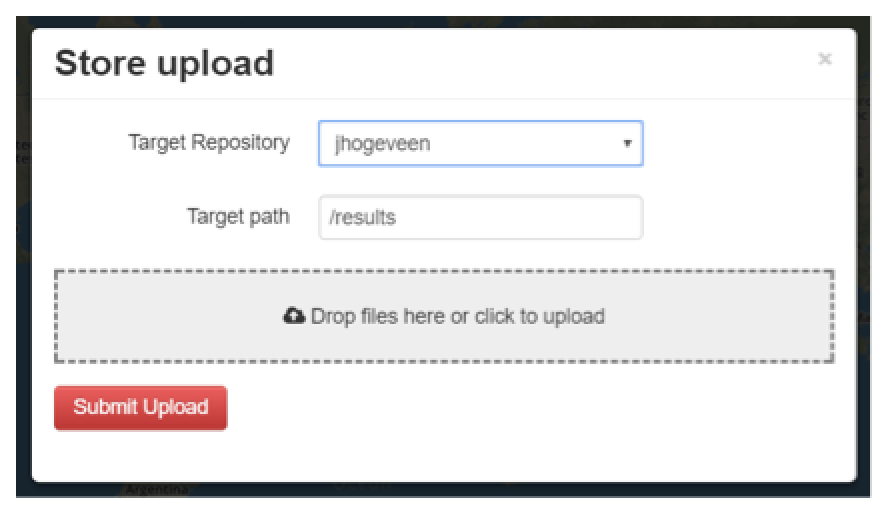 Store upload
×
Target Repository jhogeveen
Target path /results
Drop files here or click to upload
Submit Upload
Argentina